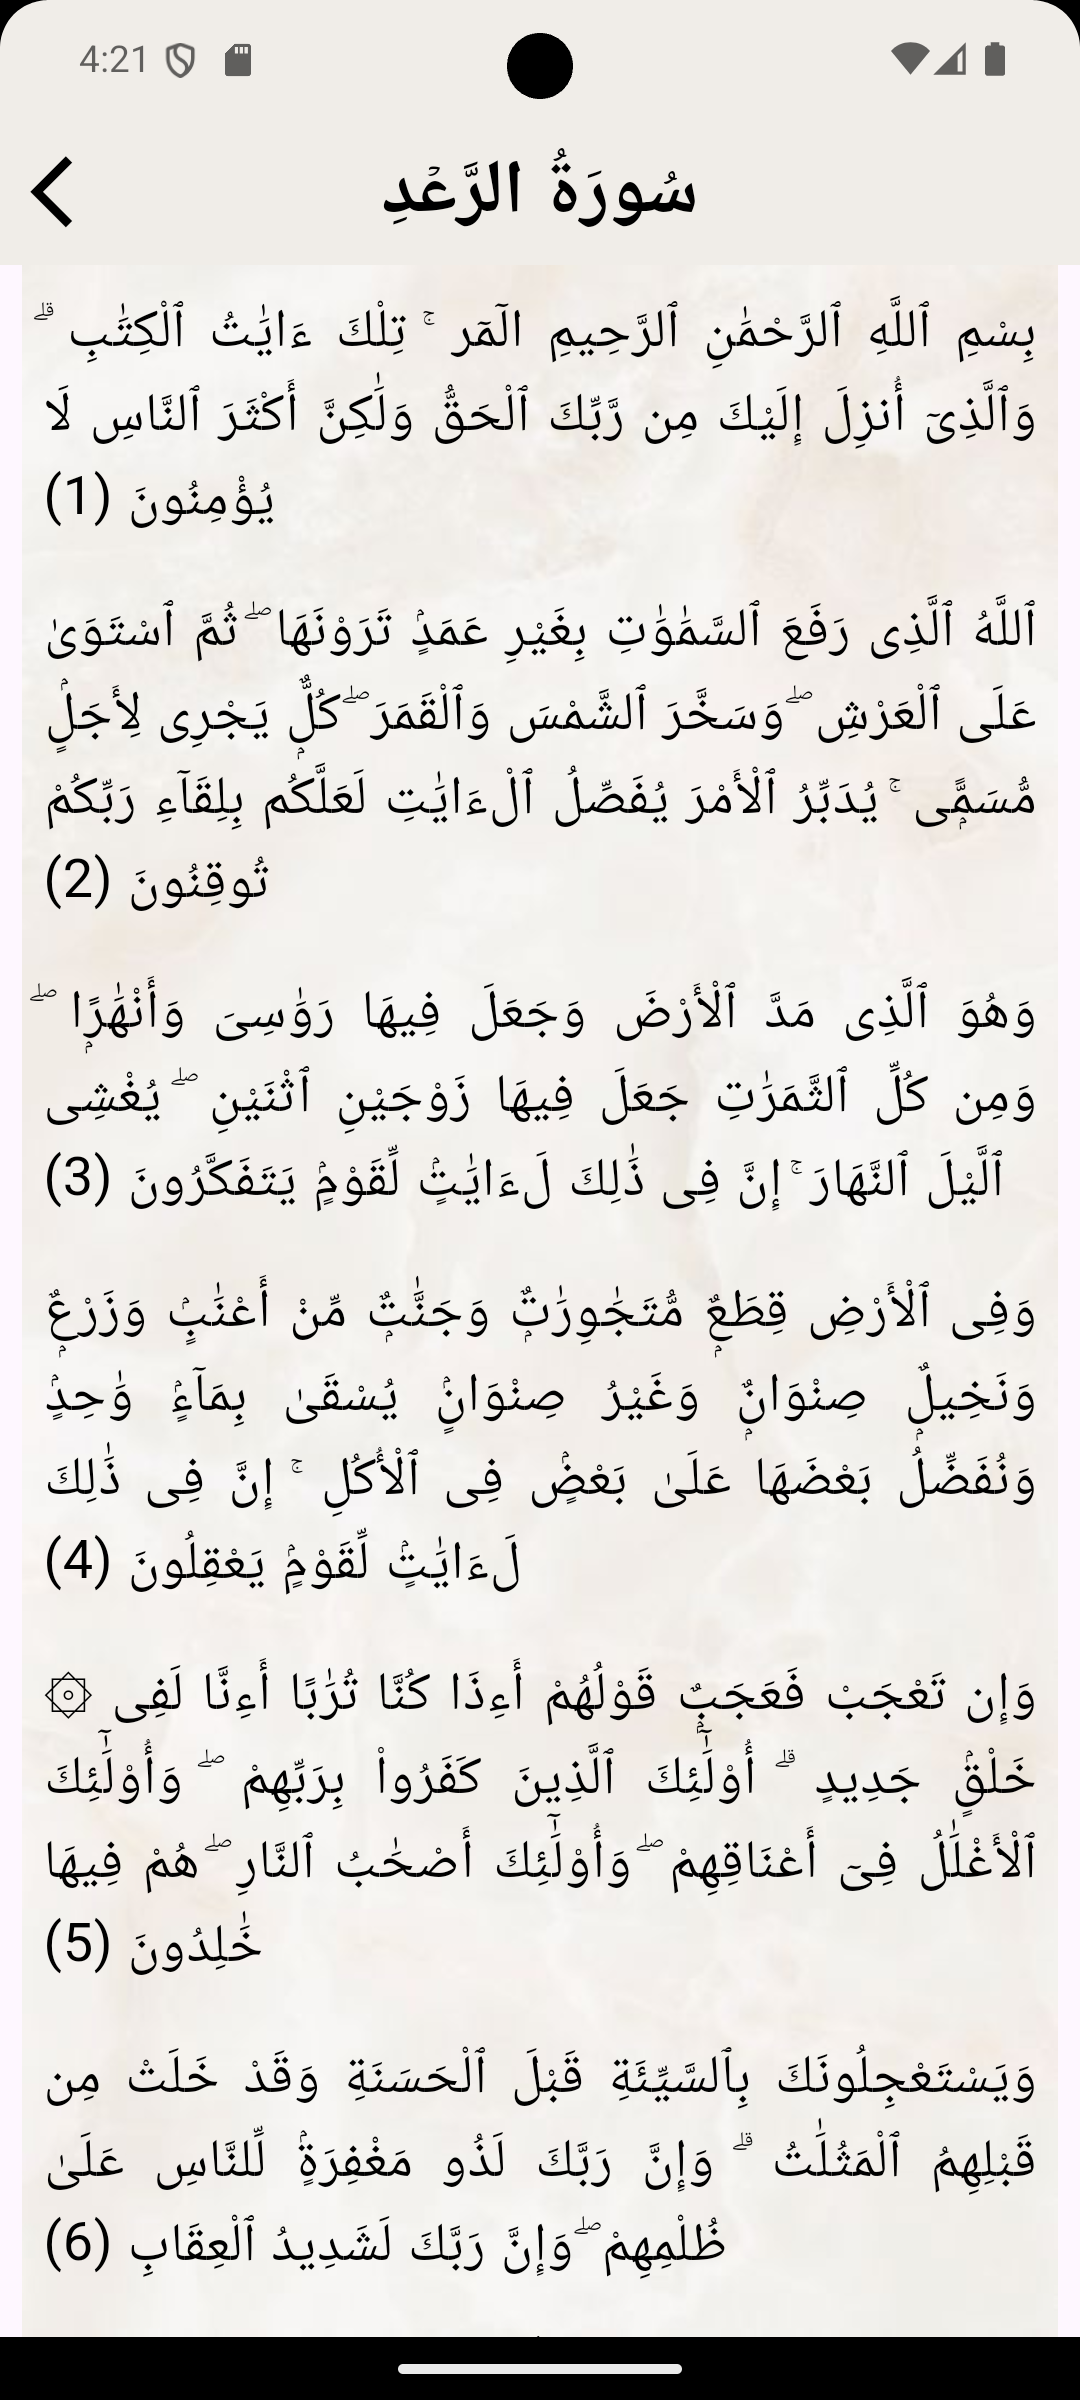 4:21
سُورَةُ الرَّعۡدِ
بِسْمِ ٱللَّهِ ٱلرَّحْمَٰنِ ٱلرَّحِيمِ الٓمٓر ۚ تِلْكَ ءَايَٰتُ ٱلْكِتَٰبِ ۗ
وَٱلَّذِىٓ أُنزِلَ إِلَيْكَ مِن رَّبِّكَ ٱلْحَقُّ وَلَٰكِنَّ أَكْثَرَ ٱلنَّاسِ لَا
يُؤْمِنُونَ (1)
ٱللَّهُ ٱلَّذِى رَفَعَ ٱلسَّمَٰوَٰتِ بِغَيْرِ عَمَدٍۢ تَرَوْنَهَا ۖ ثُمَّ ٱسْتَوَىٰ
عَلَى ٱلْعَرْشِ ۖ وَسَخَّرَ ٱلشَّمْسَ وَٱلْقَمَرَ ۖ كُلٌّۭ يَجْرِى لِأَجَلٍۢ
مُّسَمًّۭى ۚ يُدَبِّرُ ٱلْأَمْرَ يُفَصِّلُ ٱلْءَايَٰتِ لَعَلَّكُم بِلِقَآءِ رَبِّكُمْ
تُوقِنُونَ (2)
وَهُوَ ٱلَّذِى مَدَّ ٱلْأَرْضَ وَجَعَلَ فِيهَا رَوَٰسِىَ وَأَنْهَٰرًۭا ۖ
وَمِن كُلِّ ٱلثَّمَرَٰتِ جَعَلَ فِيهَا زَوْجَيْنِ ٱثْنَيْنِ ۖ يُغْشِى
ٱلَّيْلَ ٱلنَّهَارَ ۚ إِنَّ فِى ذَٰلِكَ لَءَايَٰتٍۢ لِّقَوْمٍۢ يَتَفَكَّرُونَ (3)
وَفِى ٱلْأَرْضِ قِطَعٌۭ مُّتَجَٰوِرَٰتٌۭ وَجَنَّٰتٌۭ مِّنْ أَعْنَٰبٍۢ وَزَرْعٌۭ
وَنَخِيلٌۭ صِنْوَانٌۭ وَغَيْرُ صِنْوَانٍۢ يُسْقَىٰ بِمَآءٍۢ وَٰحِدٍۢ
وَنُفَضِّلُ بَعْضَهَا عَلَىٰ بَعْضٍۢ فِى ٱلْأُكُلِ ۚ إِنَّ فِى ذَٰلِكَ
لَءَايَٰتٍۢ لِّقَوْمٍۢ يَعْقِلُونَ (4)
وَإِن تَعْجَبْ فَعَجَبٌۭ قَوْلُهُمْ أَءِذَا كُنَّا تُرَٰبًا أَءِنَّا لَفِى ۞
خَلْقٍۢ جَدِيدٍ ۗ أُو۟لَٰٓئِكَ ٱلَّذِينَ كَفَرُوا۟ بِرَبِّهِمْ ۖ وَأُو۟لَٰٓئِكَ
ٱلْأَغْلَٰلُ فِىٓ أَعْنَاقِهِمْ ۖ وَأُو۟لَٰٓئِكَ أَصْحَٰبُ ٱلنَّارِ ۖ هُمْ فِيهَا
خَٰلِدُونَ (5)
وَيَسْتَعْجِلُونَكَ بِٱلسَّيِّئَةِ قَبْلَ ٱلْحَسَنَةِ وَقَدْ خَلَتْ مِن
قَبْلِهِمُ ٱلْمَثُلَٰتُ ۗ وَإِنَّ رَبَّكَ لَذُو مَغْفِرَةٍۢ لِّلنَّاسِ عَلَىٰ
ظُلْمِهِمْ ۖ وَإِنَّ رَبَّكَ لَشَدِيدُ ٱلْعِقَابِ (6)